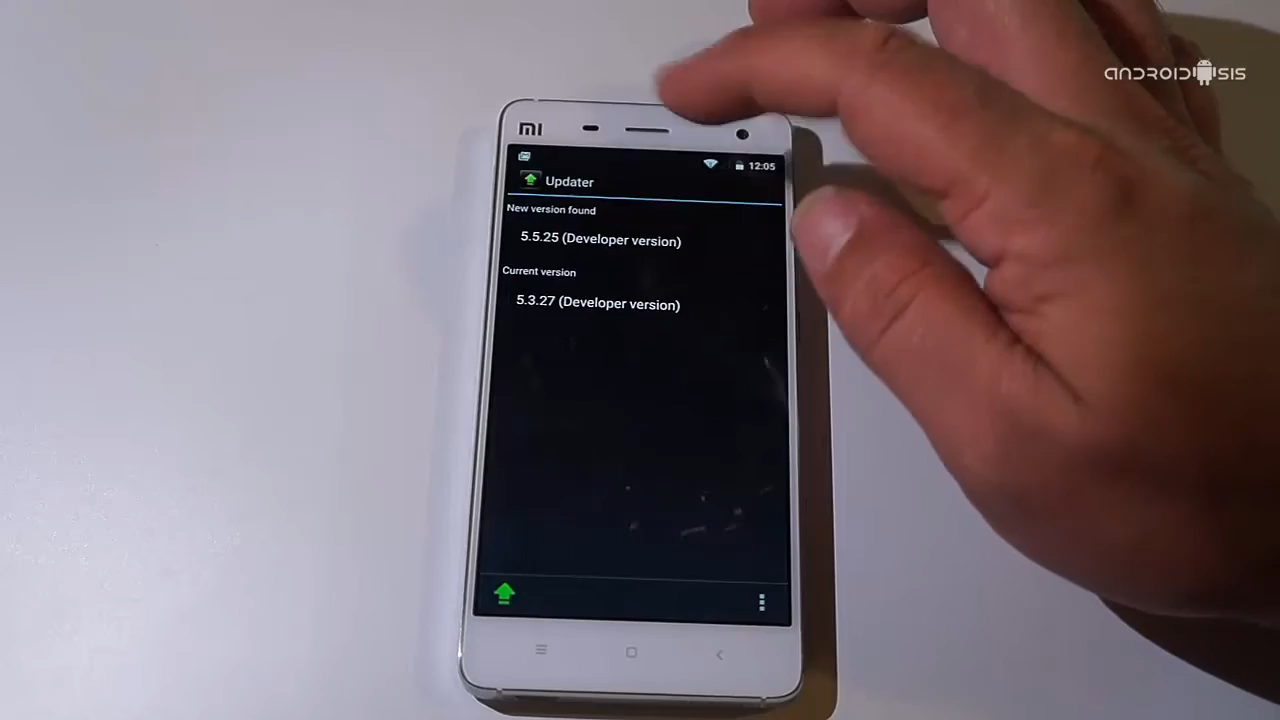 ANDROIDSIS
mi
12:05
Updater
New version found
5.5.25 (Developer version)
Current version
5.3.27 (Developer version)